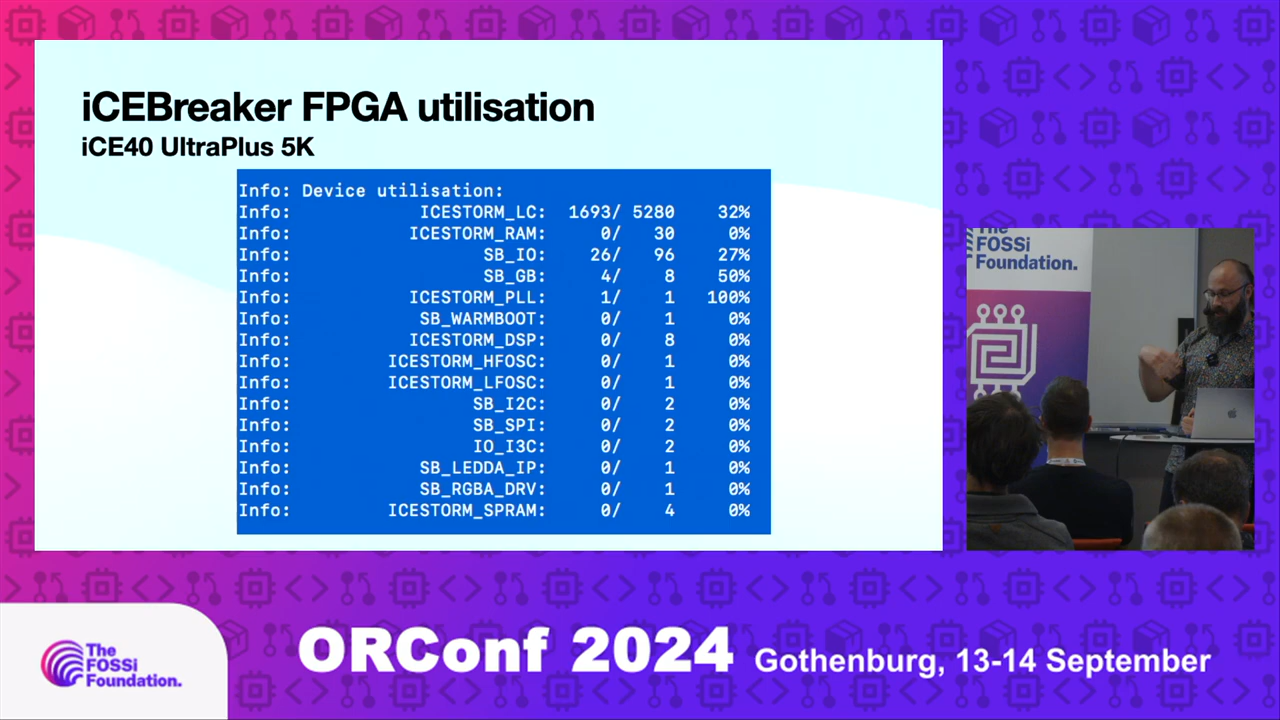 iCEBreaker FPGA utilisation
iCE40 UltraPlus 5K
Info: Device utilisation:
Info: ICESTORM_LC: 1693/ 5280 32%
Info: ICESTORM_RAM: 0/ 30 0%
Info: SB_IO: 26/ 96 27%
Info: SB_GB: 4/ 8 50%
Info: ICESTORM_PLL: 1/ 1 100%
Info: SB_WARMBOOT: 0/ 1 0%
Info: ICESTORM_DSP: 0/ 8 0%
Info: ICESTORM_HFOSC: 0/ 1 0%
Info: ICESTORM_LFOSC: 0/ 1 0%
Info: SB_I2C: 0/ 2 0%
Info: SB_SPI: 0/ 2 0%
Info: IO_I3C: 0/ 2 0%
Info: SB_LEDDA_IP: 0/ 1 0%
Info: SB_RGBA_DRV: 0/ 1 0%
Info: ICESTORM_SPRAM: 0/ 4 0%
The
FOSSi
Foundation.
The
FOSSi
Foundation.
ORConf 2024 Gothenburg, 13-14 September